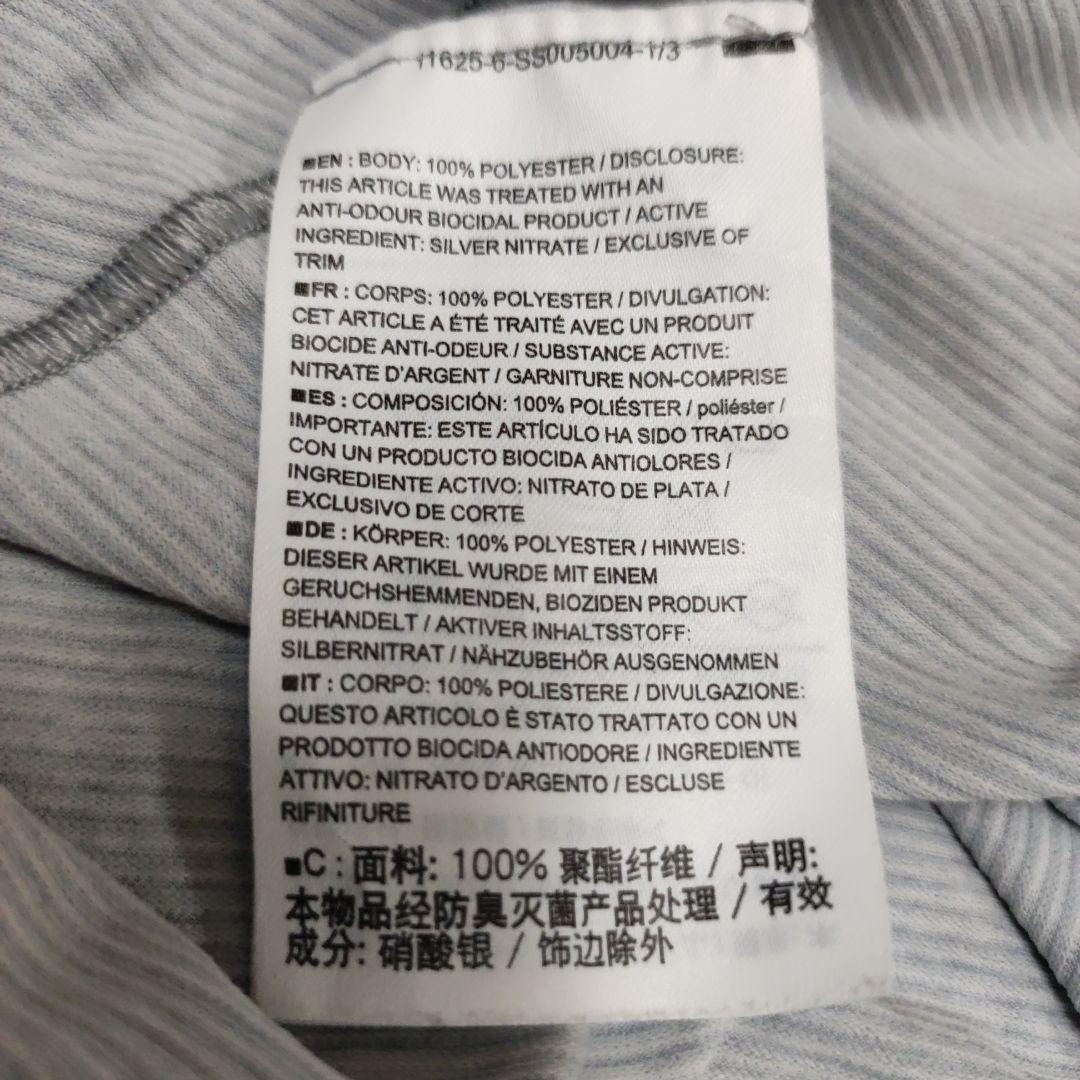 11625-6-SS005004-1/3
■EN : BODY: 100% POLYESTER / DISCLOSURE:
THIS ARTICLE WAS TREATED WITH AN
ANTI-ODOUR BIOCIDAL PRODUCT / ACTIVE
INGREDIENT: SILVER NITRATE / EXCLUSIVE OF
TRIM
■FR : CORPS: 100% POLYESTER / DIVULGATION:
CET ARTICLE A ÉTÉ TRAITÉ AVEC UN PRODUIT
BIOCIDE ANTI-ODEUR / SUBSTANCE ACTIVE:
NITRATE D'ARGENT / GARNITURE NON-COMPRISE
■ES : COMPOSICIÓN: 100% POLIÉSTER / poliéster /
IMPORTANTE: ESTE ARTÍCULO HA SIDO TRATADO
CON UN PRODUCTO BIOCIDA ANTIOLORES /
INGREDIENTE ACTIVO: NITRATO DE PLATA /
EXCLUSIVO DE CORTE
■DE : KÖRPER: 100% POLYESTER / HINWEIS:
DIESER ARTIKEL WURDE MIT EINEM
GERUCHSHEMMENDEN, BIOZIDEN PRODUKT
BEHANDELT / AKTIVER INHALTSSTOFF:
SILBERNITRAT / NÄHZUBEHÖR AUSGENOMMEN
■IT : CORPO: 100% POLIESTERE / DIVULGAZIONE:
QUESTO ARTICOLO È STATO TRATTATO CON UN
PRODOTTO BIOCIDA ANTIODORE / INGREDIENTE
ATTIVO: NITRATO D'ARGENTO / ESCLUSE
RIFINITURE
■C : 面料: 100% 聚酯纤维 / 声明:
本物品经防臭灭菌产品处理 / 有效
成分: 硝酸银 / 饰边除外